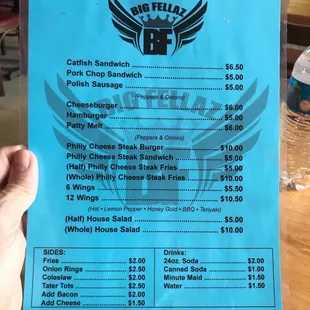 BIG FELLAZ
BF
Catfish Sandwich $6.50
Pork Chop Sandwich $5.00
Polish Sausage $5.00
(Peppers & Onions)
Cheeseburger $6.00
Hamburger $5.00
Patty Melt $6.00
(Peppers & Onions)
Philly Cheese Steak Burger $10.00
Philly Cheese Steak Sandwich $5.00
(Half) Philly Cheese Steak Fries $5.00
(Whole) Philly Cheese Steak Fries $10.00
6 Wings $5.50
12 Wings $10.50
(Hot • Lemon Pepper • Honey Gold • BBQ • Teriyaki)
(Half) House Salad $5.00
(Whole) House Salad $10.00
SIDES:
Fries $2.00
Onion Rings $2.50
Coleslaw $2.00
Tater Tots $2.50
Add Bacon $2.00
Add Cheese $1.50
Drinks:
24oz. Soda $2.00
Canned Soda $1.00
Minute Maid $1.50
Water $1.50